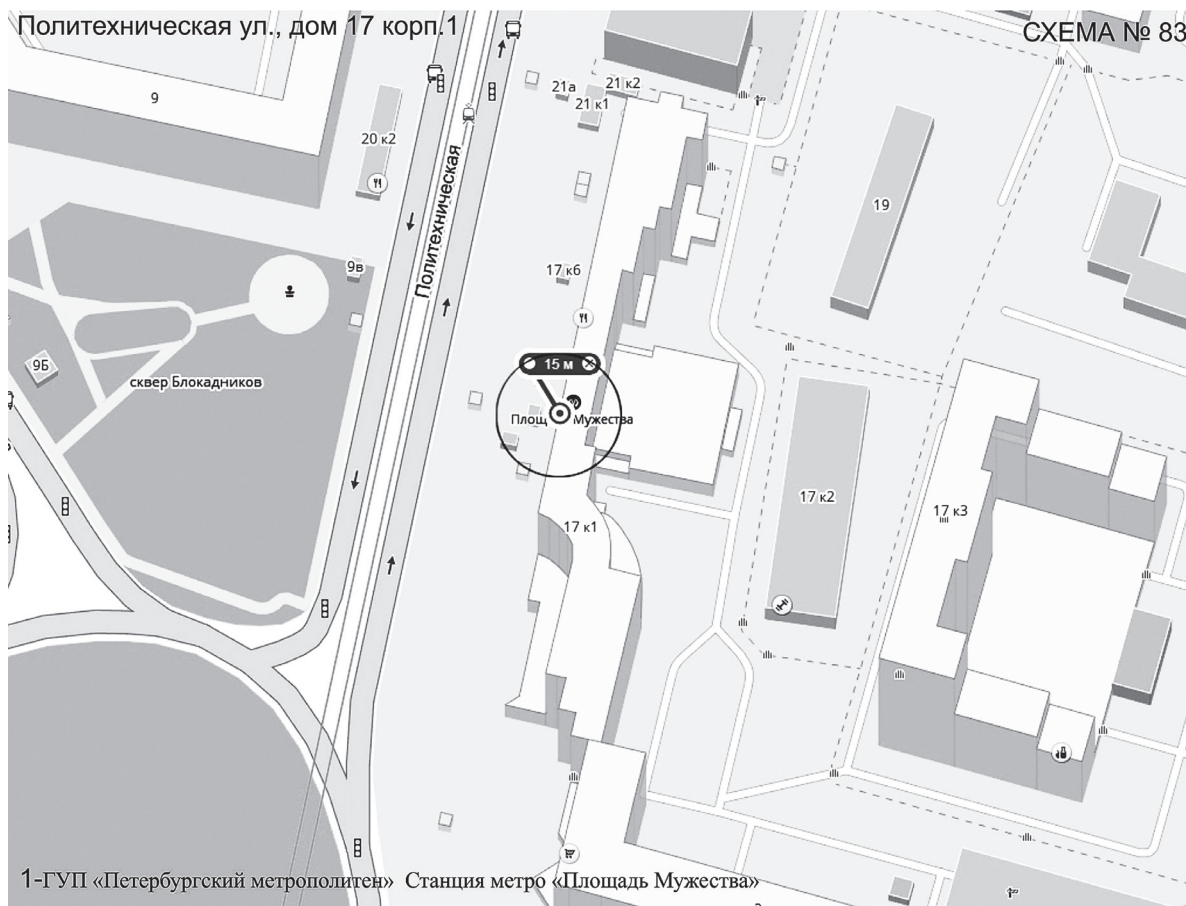 Политехническая ул., дом 17 корп.1
СХЕМА № 83
9
21а
21 к2
21 к1
20 к2
Политехническая
19
9в
17 к6
9Б
сквер Блокадников
15 м
Площ
Мужества
17 к2
17 к3
17 к1
1-ГУП «Петербургский метрополитен» Станция метро «Площадь Мужества»